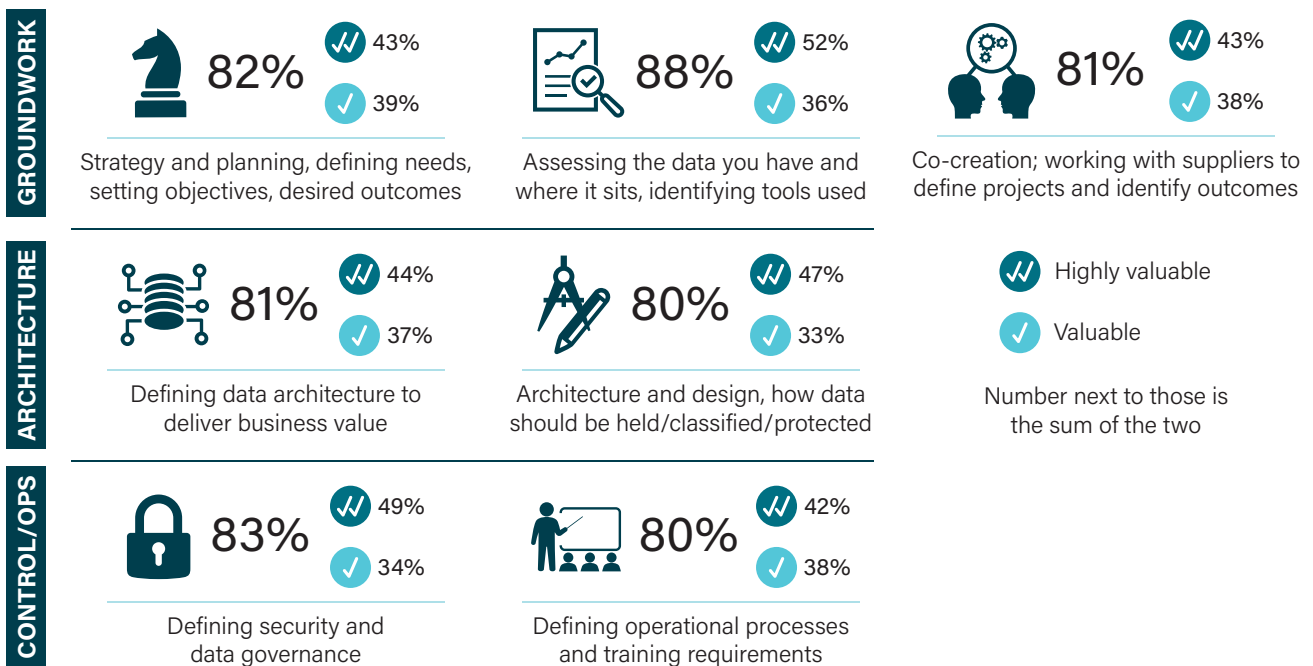 GROUNDWORK
82%
43%
39%
Strategy and planning, defining needs,
setting objectives, desired outcomes
88%
52%
36%
Assessing the data you have and
where it sits, identifying tools used
81%
43%
38%
Co-creation; working with suppliers to
define projects and identify outcomes
ARCHITECTURE
81%
44%
37%
Defining data architecture to
deliver business value
80%
47%
33%
Architecture and design, how data
should be held/classified/protected
Highly valuable
Valuable
Number next to those is
the sum of the two
CONTROL/OPS
83%
49%
34%
Defining security and
data governance
80%
42%
38%
Defining operational processes
and training requirements